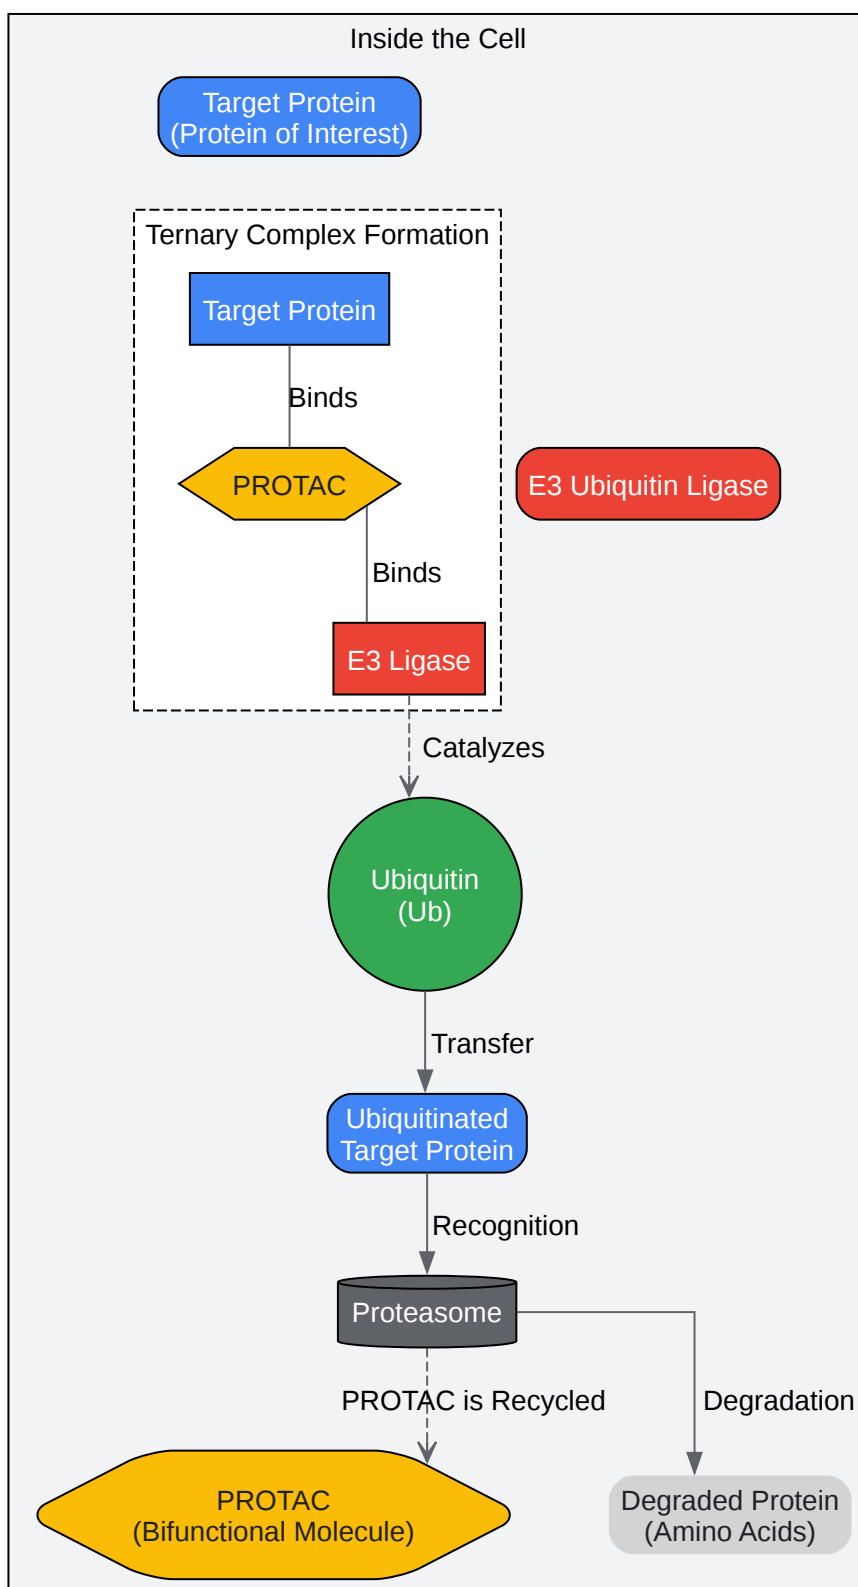 Inside the Cell
Target Protein
(Protein of Interest)
Ternary Complex Formation
Target Protein
Binds
PROTAC
E3 Ubiquitin Ligase
Binds
E3 Ligase
Catalyzes
Ubiquitin
(Ub)
Transfer
Ubiquitinated
Target Protein
Recognition
Proteasome
PROTAC is Recycled
Degradation
PROTAC
(Bifunctional Molecule)
Degraded Protein
(Amino Acids)